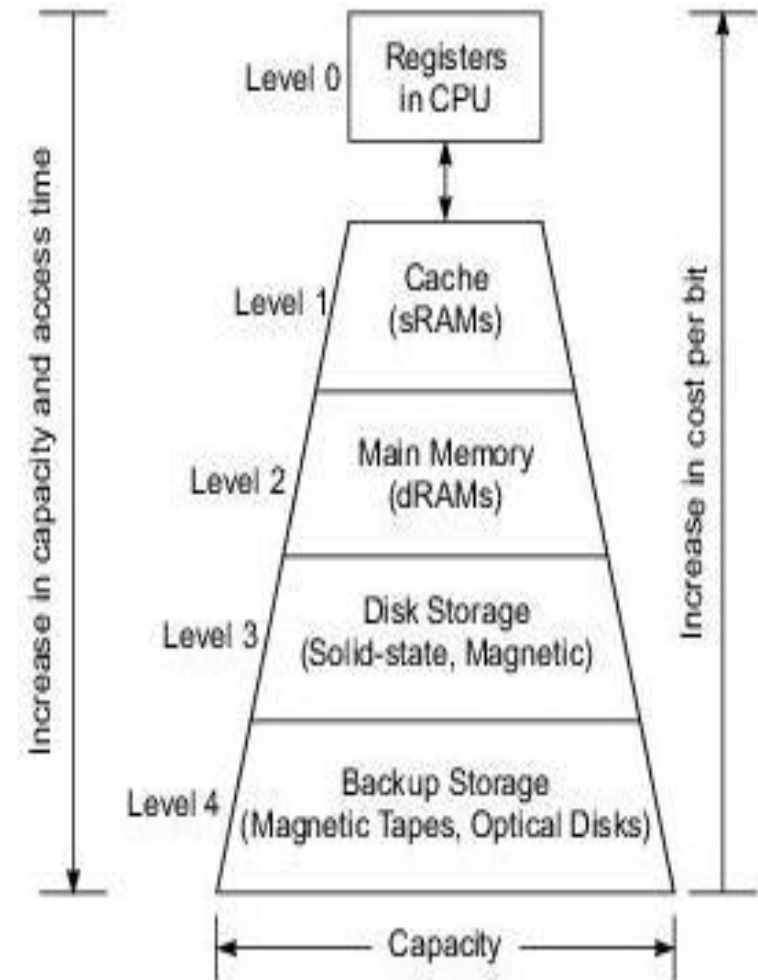 Registers
in CPU
Level 0
Cache
(sRAMs)
Level 1
Main Memory
(dRAMs)
Level 2
Disk Storage
(Solid-state, Magnetic)
Level 3
Backup Storage
(Magnetic Tapes, Optical Disks)
Level 4
Capacity
Increase in capacity and access time
Increase in cost per bit